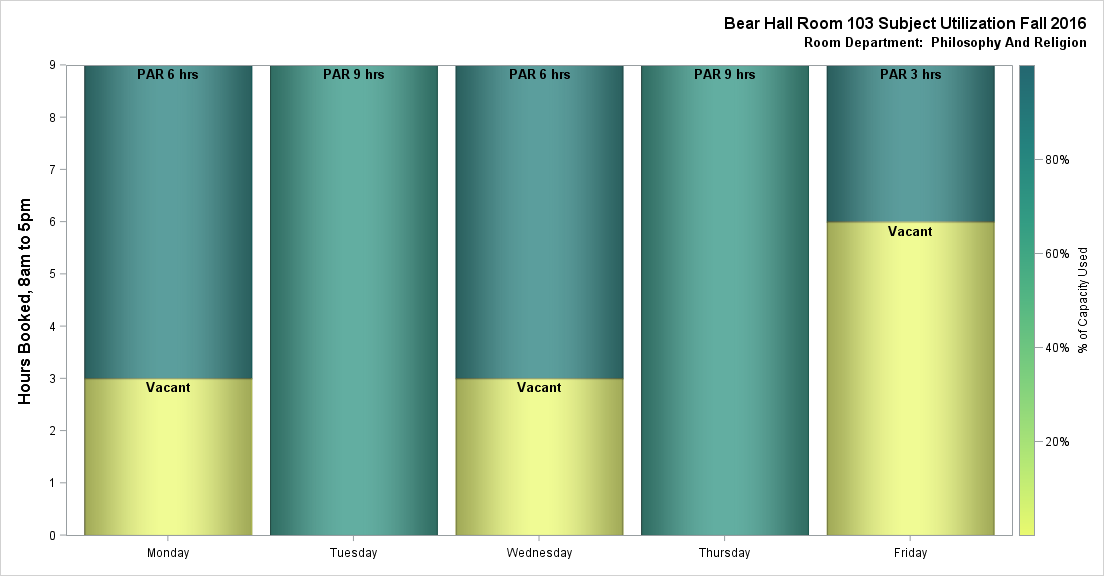 Bear Hall Room 103 Subject Utilization Fall 2016
Room Department:  Philosophy And Religion
Hours Booked, 8am to 5pm
9
8
7
6
5
4
3
2
1
0
PAR 6 hrs
Vacant
PAR 9 hrs
PAR 6 hrs
Vacant
PAR 9 hrs
PAR 3 hrs
Vacant
Monday
Tuesday
Wednesday
Thursday
Friday
80%
60%
40%
20%
% of Capacity Used